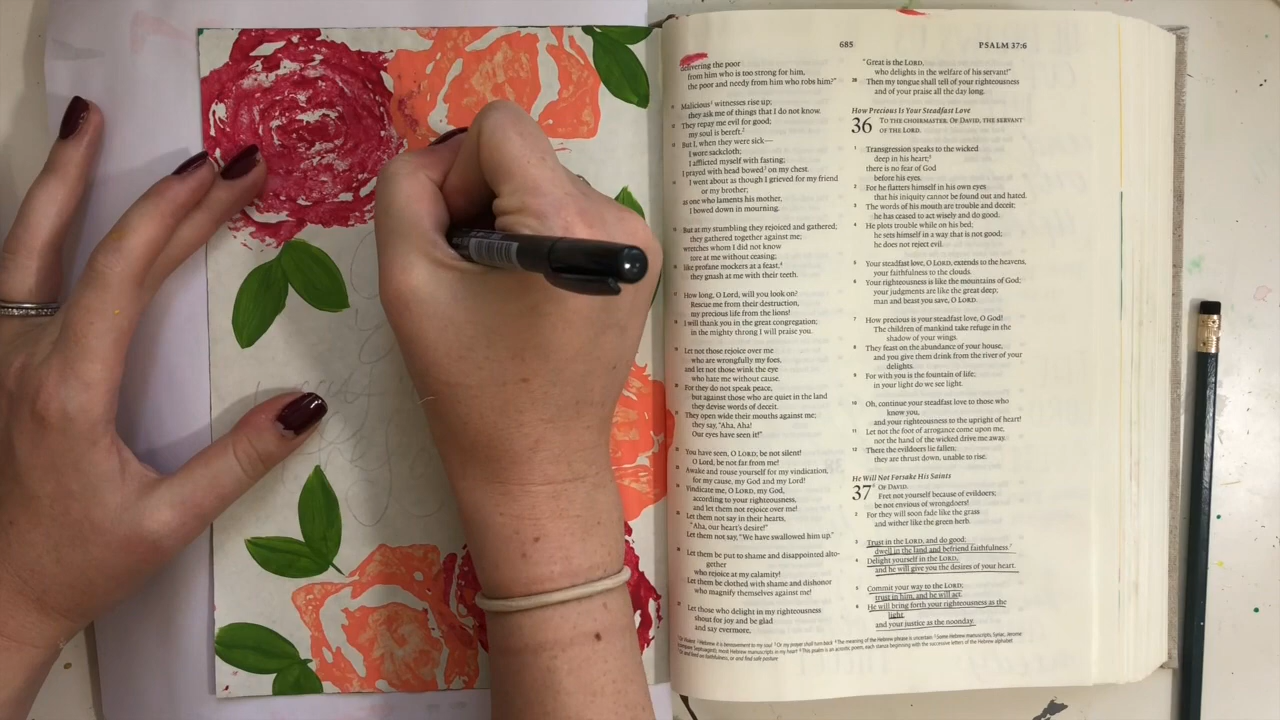 685
PSALM 37:6
delivering the poor
from him who is too strong for him,
the poor and needy from him who robs him?"
Malicious¹ witnesses rise up;
they ask me of things that I do not know.
They repay me evil for good;
my soul is bereft.²
But I, when they were sick—
I wore sackcloth;
I afflicted myself with fasting;
I prayed with head bowed³ on my chest.
I went about as though I grieved for my friend
or my brother;
as one who laments his mother,
I bowed down in mourning.
But at my stumbling they rejoiced and gathered;
they gathered together against me;
wretches whom I did not know
tore at me without ceasing;
like profane mockers at a feast,⁴
they gnash at me with their teeth.
How long, O Lord, will you look on?
Rescue me from their destruction,
my precious life from the lions!
I will thank you in the great congregation;
in the mighty throng I will praise you.
Let not those rejoice over me
who are wrongfully my foes,
and let not those wink the eye
who hate me without cause.
For they do not speak peace,
but against those who are quiet in the land
they devise words of deceit.
They open wide their mouths against me;
they say, "Aha, Aha!
Our eyes have seen it!"
You have seen, O LORD; be not silent!
O Lord, be not far from me!
Awake and rouse yourself for my vindication,
for my cause, my God and my Lord!
Vindicate me, O LORD, my God,
according to your righteousness,
and let them not rejoice over me!
Let them not say in their hearts,
"Aha, our heart's desire!"
Let them not say, "We have swallowed him up."
Let them be put to shame and disappointed alto-
gether
who rejoice at my calamity!
Let them be clothed with shame and dishonor
who magnify themselves against me!
Let those who delight in my righteousness
shout for joy and be glad
and say evermore,
"Great is the LORD,
who delights in the welfare of his servant!"
28 Then my tongue shall tell of your righteousness
and of your praise all the day long.
How Precious Is Your Steadfast Love
36 TO THE CHOIRMASTER. OF DAVID, THE SERVANT
OF THE LORD.
1 Transgression speaks to the wicked
deep in his heart;⁵
there is no fear of God
before his eyes.
2 For he flatters himself in his own eyes
that his iniquity cannot be found out and hated.
3 The words of his mouth are trouble and deceit;
he has ceased to act wisely and do good.
4 He plots trouble while on his bed;
he sets himself in a way that is not good;
he does not reject evil.
5 Your steadfast love, O LORD, extends to the heavens,
your faithfulness to the clouds.
6 Your righteousness is like the mountains of God;
your judgments are like the great deep;
man and beast you save, O LORD.
7 How precious is your steadfast love, O God!
The children of mankind take refuge in the
shadow of your wings.
8 They feast on the abundance of your house,
and you give them drink from the river of your
delights.
9 For with you is the fountain of life;
in your light do we see light.
10 Oh, continue your steadfast love to those who
know you,
and your righteousness to the upright of heart!
11 Let not the foot of arrogance come upon me,
nor the hand of the wicked drive me away.
12 There the evildoers lie fallen;
they are thrust down, unable to rise.
He Will Not Forsake His Saints
37⁶ OF DAVID.
Fret not yourself because of evildoers;
be not envious of wrongdoers!
2 For they will soon fade like the grass
and wither like the green herb.
3 Trust in the LORD, and do good;
dwell in the land and befriend faithfulness.⁷
4 Delight yourself in the LORD,
and he will give you the desires of your heart.
5 Commit your way to the LORD;
trust in him, and he will act.
6 He will bring forth your righteousness as the
light,
and your justice as the noonday.